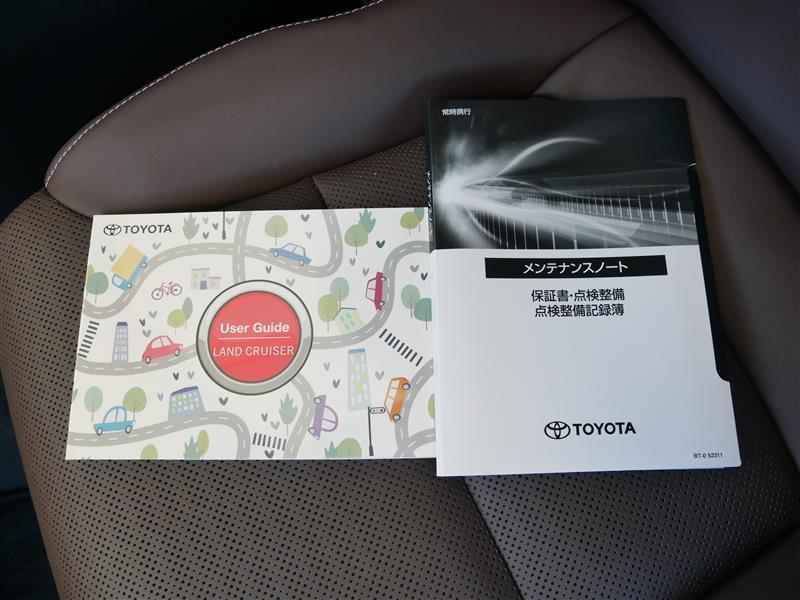 TOYOTA
User Guide
LAND CRUISER
常時携行
メンテナンスノート
保証書・点検整備
点検整備記録簿
TOYOTA
BT-0 52311